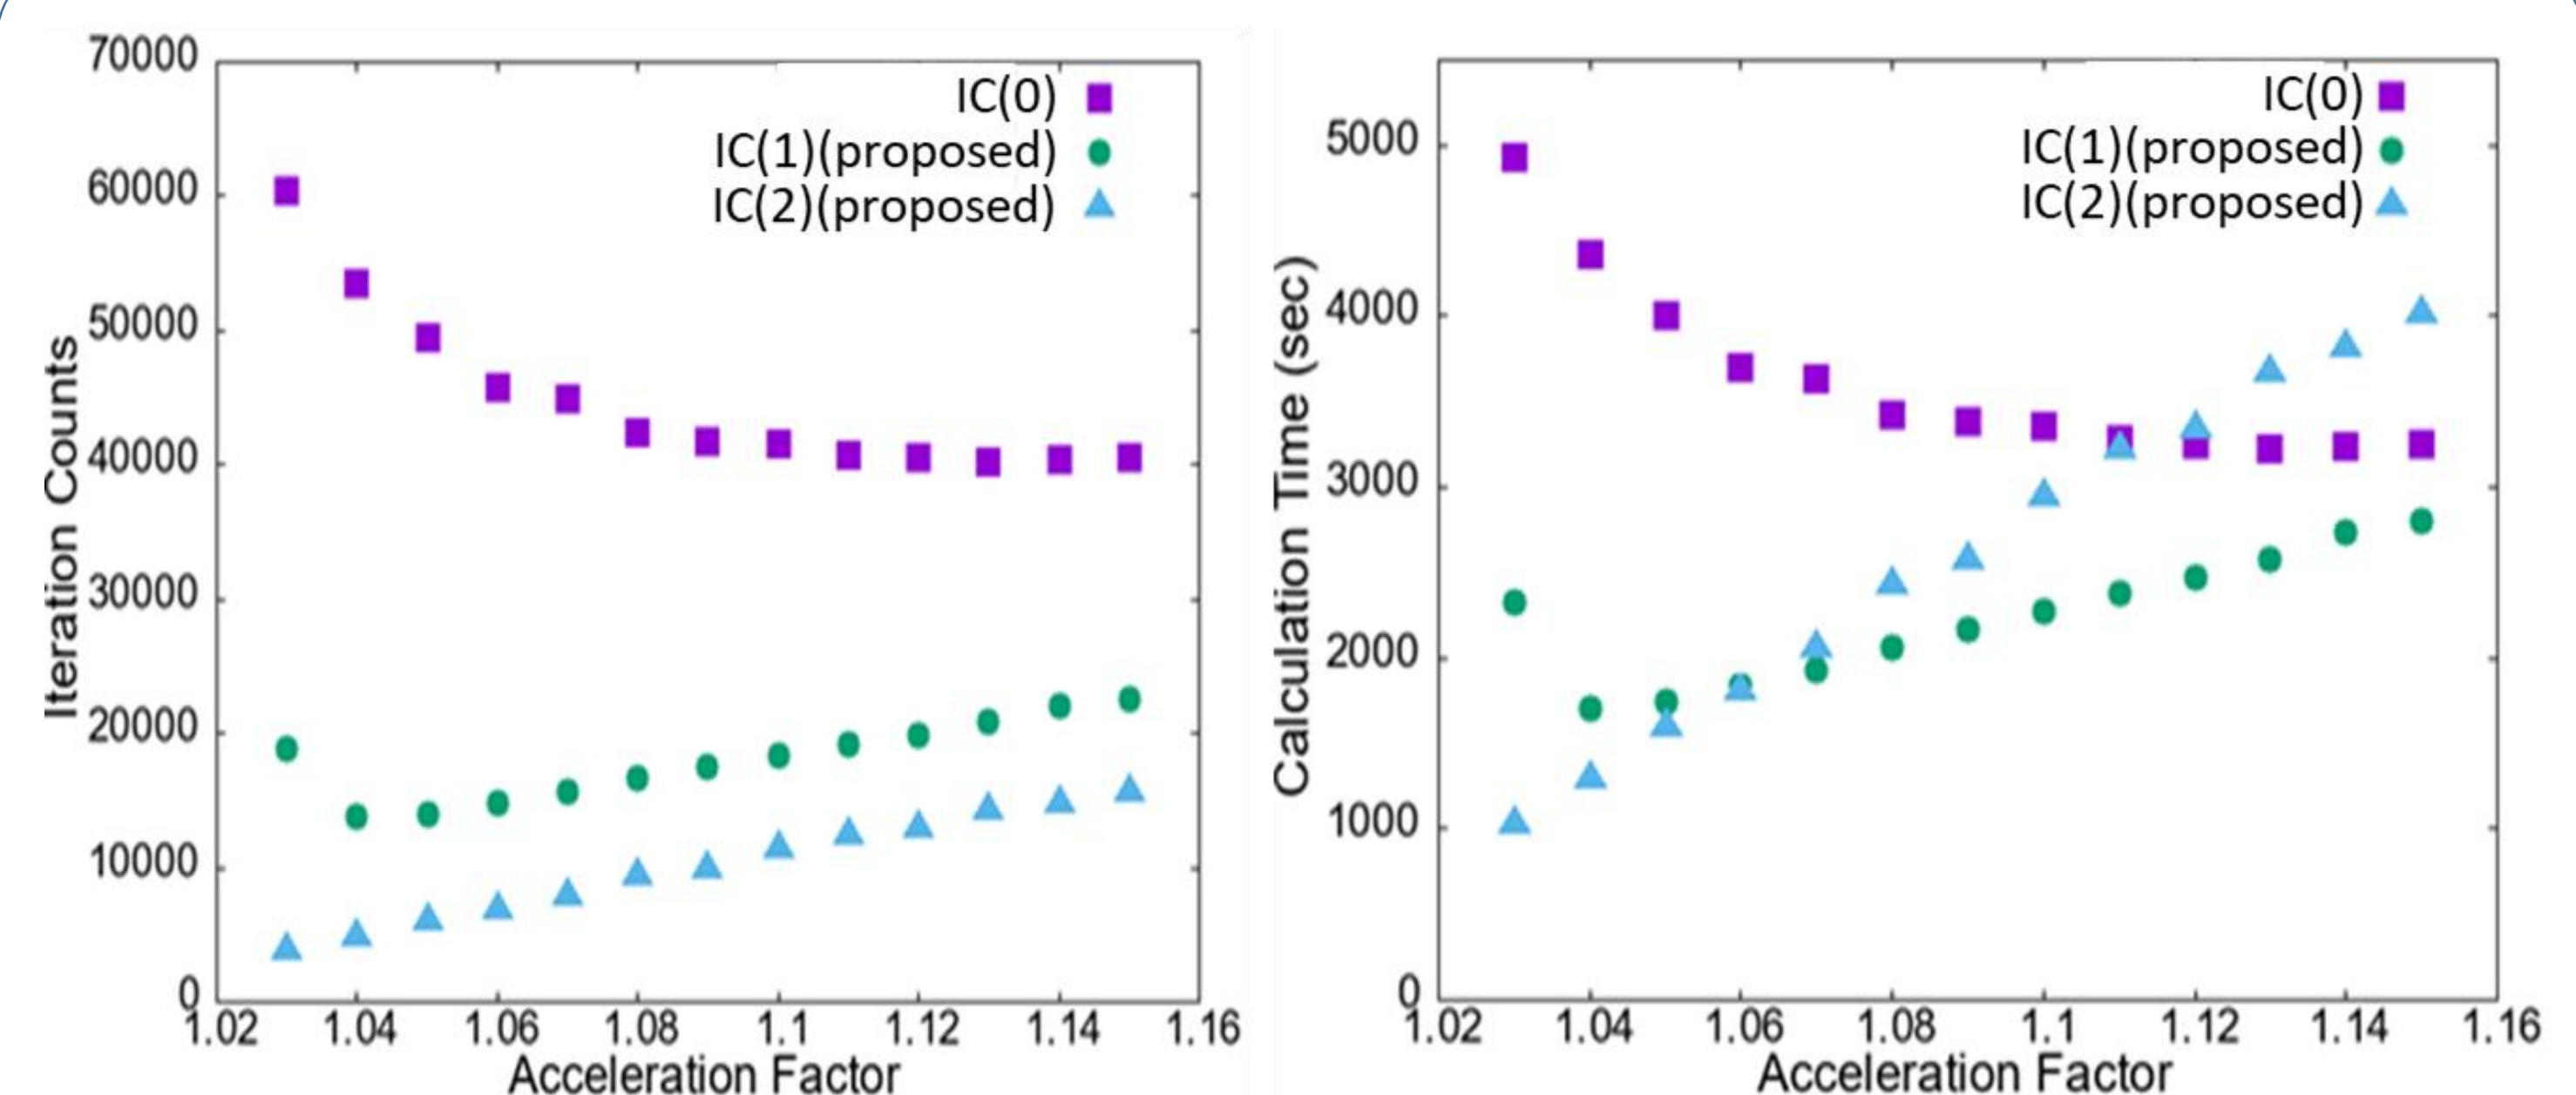 70000
60000
50000
40000
30000
20000
10000
0
Iteration Counts
IC(0)
IC(1)(proposed)
IC(2)(proposed)
1.02 1.04 1.06 1.08 1.1 1.12 1.14 1.16
Acceleration Factor
5000
4000
3000
2000
1000
0
Calculation Time (sec)
IC(0)
IC(1)(proposed)
IC(2)(proposed)
1.02 1.04 1.06 1.08 1.1 1.12 1.14 1.16
Acceleration Factor